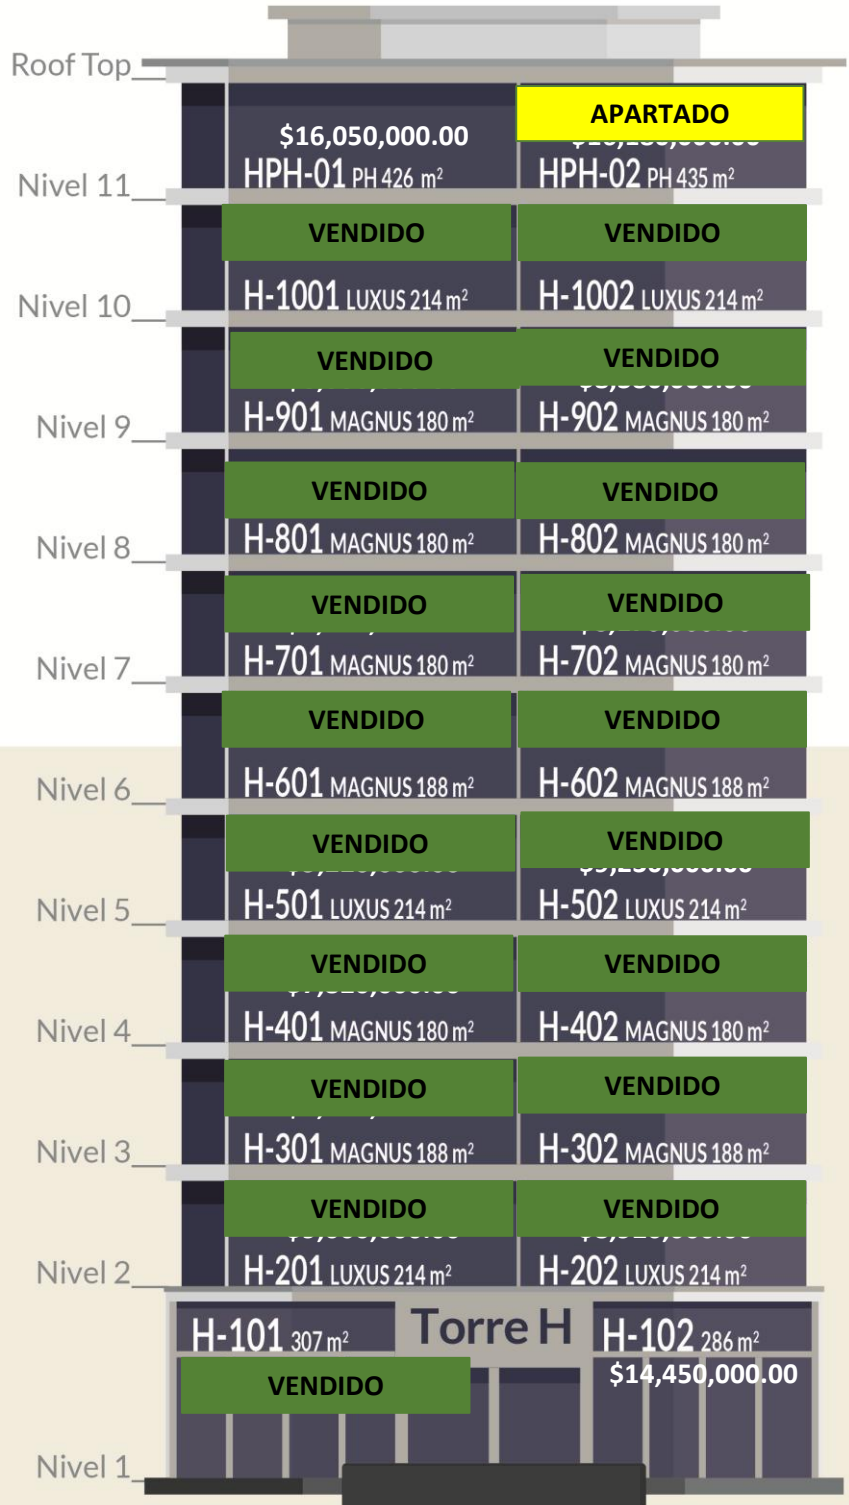 Roof Top
APARTADO
$16,050,000.00
HPH-01 PH 426 m²
HPH-02 PH 435 m²
Nivel 11
VENDIDO
VENDIDO
H-1001 LUXUS 214 m²
H-1002 LUXUS 214 m²
Nivel 10
VENDIDO
VENDIDO
H-901 MAGNUS 180 m²
H-902 MAGNUS 180 m²
Nivel 9
VENDIDO
VENDIDO
H-801 MAGNUS 180 m²
H-802 MAGNUS 180 m²
Nivel 8
VENDIDO
VENDIDO
H-701 MAGNUS 180 m²
H-702 MAGNUS 180 m²
Nivel 7
VENDIDO
VENDIDO
H-601 MAGNUS 188 m²
H-602 MAGNUS 188 m²
Nivel 6
VENDIDO
VENDIDO
H-501 LUXUS 214 m²
H-502 LUXUS 214 m²
Nivel 5
VENDIDO
VENDIDO
H-401 MAGNUS 180 m²
H-402 MAGNUS 180 m²
Nivel 4
VENDIDO
VENDIDO
H-301 MAGNUS 188 m²
H-302 MAGNUS 188 m²
Nivel 3
VENDIDO
VENDIDO
H-201 LUXUS 214 m²
H-202 LUXUS 214 m²
Nivel 2
Torre H
H-101 307 m²
H-102 286 m²
$14,450,000.00
VENDIDO
Nivel 1